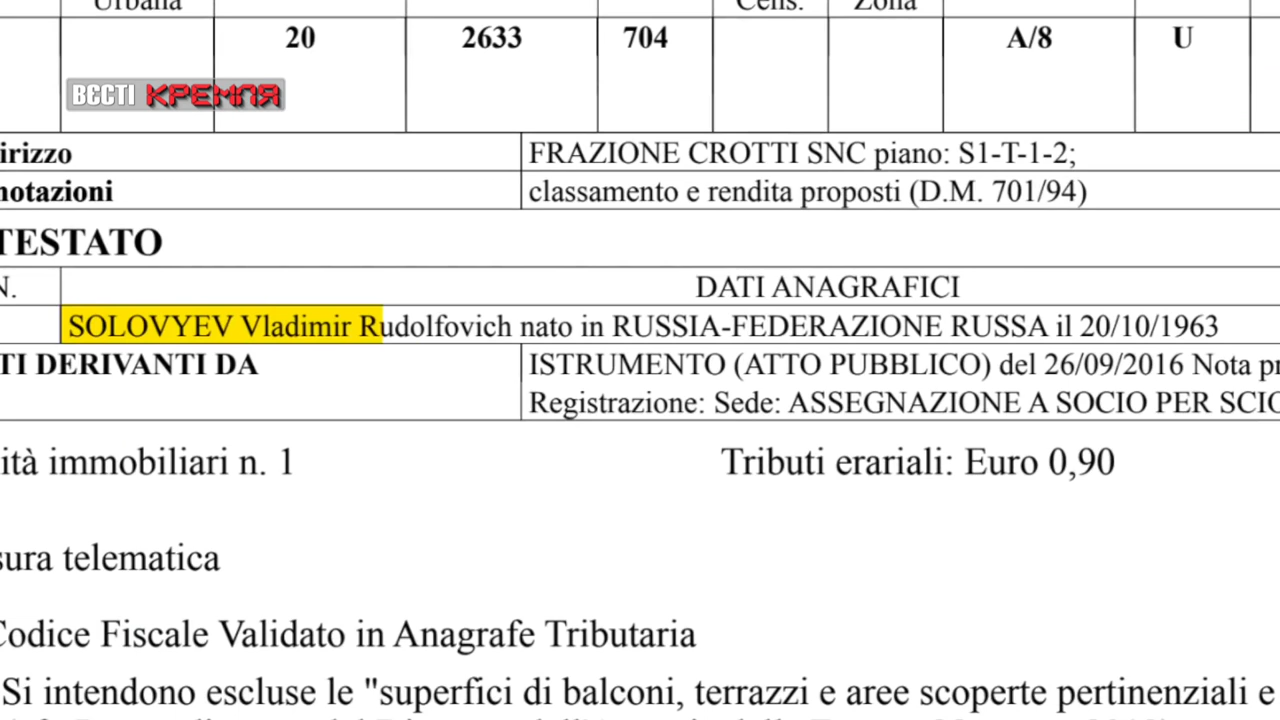 Urbana Cens. Zona
20 2633 704 A/8 U
ВЕСТІ КРЕМЛЯ
irizzo FRAZIONE CROTTI SNC piano: S1-T-1-2;
notazioni classamento e rendita proposti (D.M. 701/94)
TESTATO
N. DATI ANAGRAFICI
SOLOVYEV Vladimir Rudolfovich nato in RUSSIA-FEDERAZIONE RUSSA il 20/10/1963
TI DERIVANTI DA ISTRUMENTO (ATTO PUBBLICO) del 26/09/2016 Nota pr
Registrazione: Sede: ASSEGNAZIONE A SOCIO PER SCIO
ità immobiliari n. 1 Tributi erariali: Euro 0,90
sura telematica
Codice Fiscale Validato in Anagrafe Tributaria
Si intendono escluse le "superfici di balconi, terrazzi e aree scoperte pertinenziali e